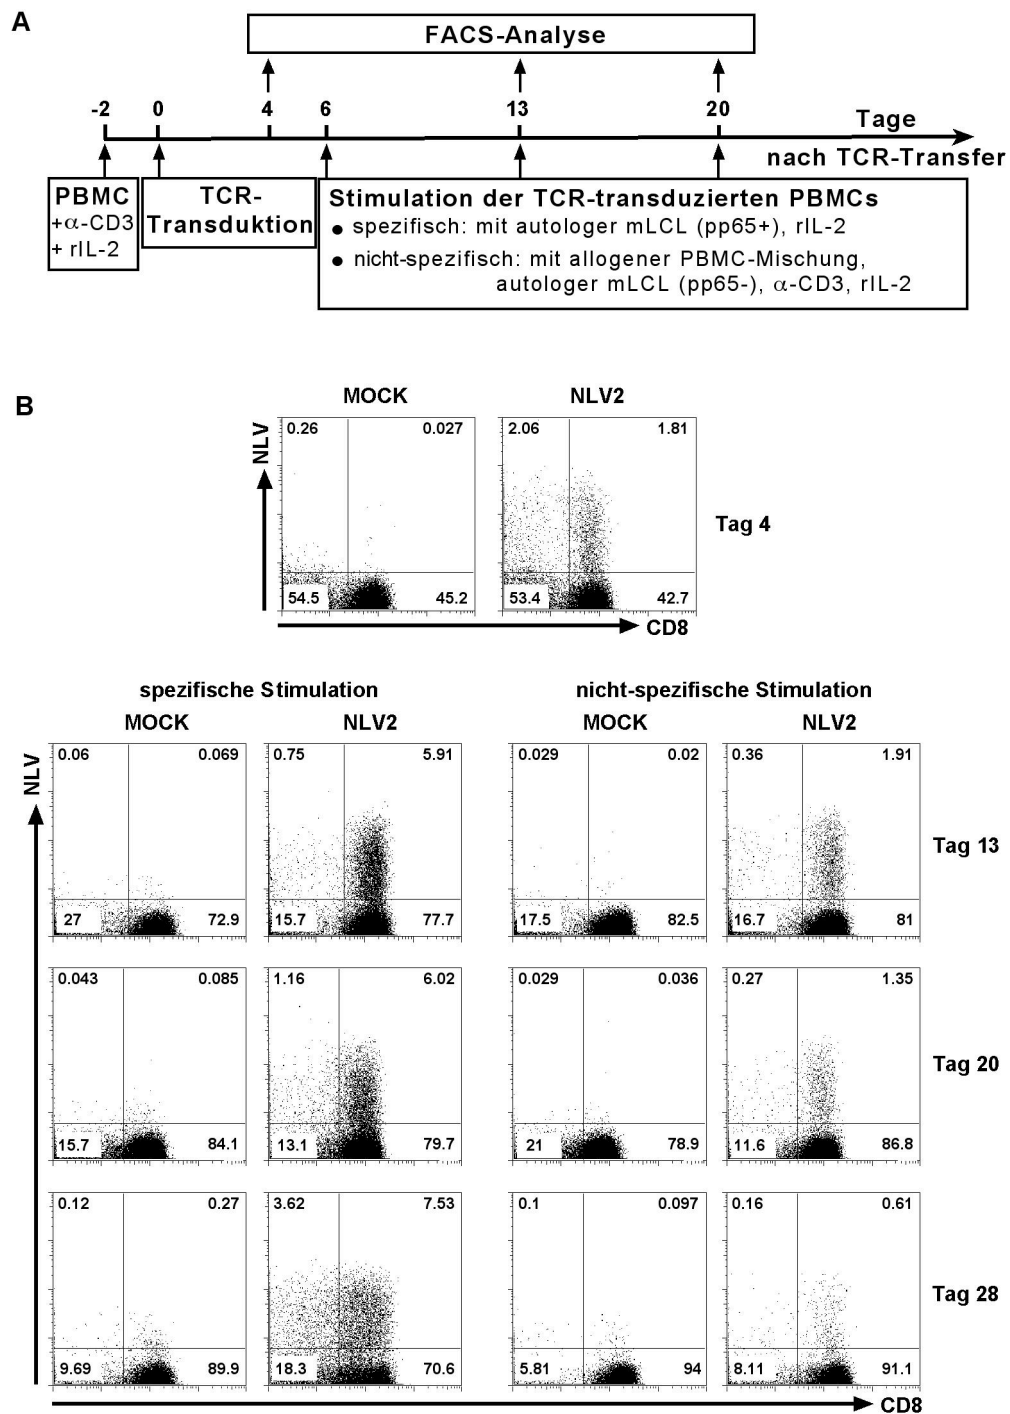 A
FACS-Analyse
-2 0 4 6 13 20 Tage
nach TCR-Transfer
PBMC
+α-CD3
+ rIL-2
TCR-
Transduktion
Stimulation der TCR-transduzierten PBMCs
● spezifisch: mit autologer mLCL (pp65+), rIL-2
● nicht-spezifisch: mit allogener PBMC-Mischung,
autologer mLCL (pp65-), α-CD3, rIL-2
B
MOCK NLV2
NLV
0.26 0.027 2.06 1.81
Tag 4
54.5 45.2 53.4 42.7
CD8
spezifische Stimulation nicht-spezifische Stimulation
MOCK NLV2 MOCK NLV2
NLV
0.06 0.069 0.75 5.91 0.029 0.02 0.36 1.91
Tag 13
27 72.9 15.7 77.7 17.5 82.5 16.7 81
0.043 0.085 1.16 6.02 0.029 0.036 0.27 1.35
Tag 20
15.7 84.1 13.1 79.7 21 78.9 11.6 86.8
0.12 0.27 3.62 7.53 0.1 0.097 0.16 0.61
Tag 28
9.69 89.9 18.3 70.6 5.81 94 8.11 91.1
CD8